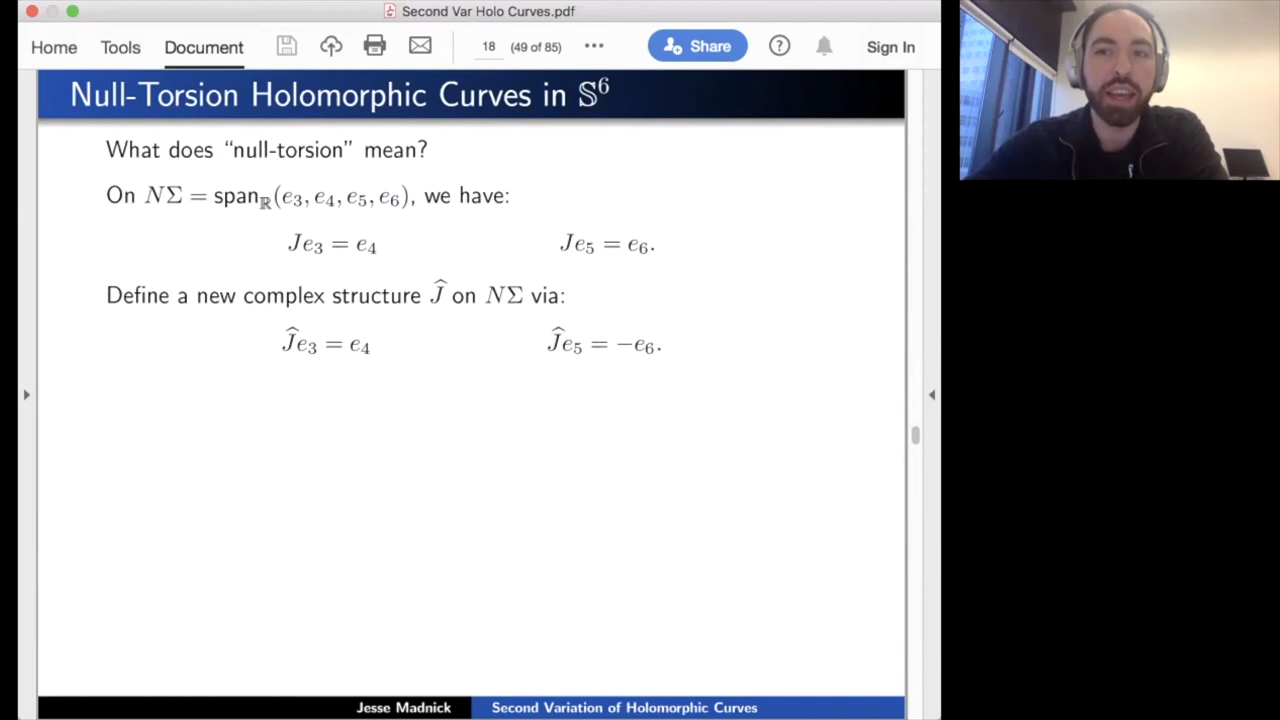 Second Var Holo Curves.pdf
Home Tools Document 18 (49 of 85) Share Sign In
Null-Torsion Holomorphic Curves in 𝕊⁶
What does “null-torsion” mean?
On NΣ = span_ℝ(e₃, e₄, e₅, e₆), we have:
Je₃ = e₄ Je₅ = e₆.
Define a new complex structure Ĵ on NΣ via:
Ĵe₃ = e₄ Ĵe₅ = −e₆.
Jesse Madnick Second Variation of Holomorphic Curves